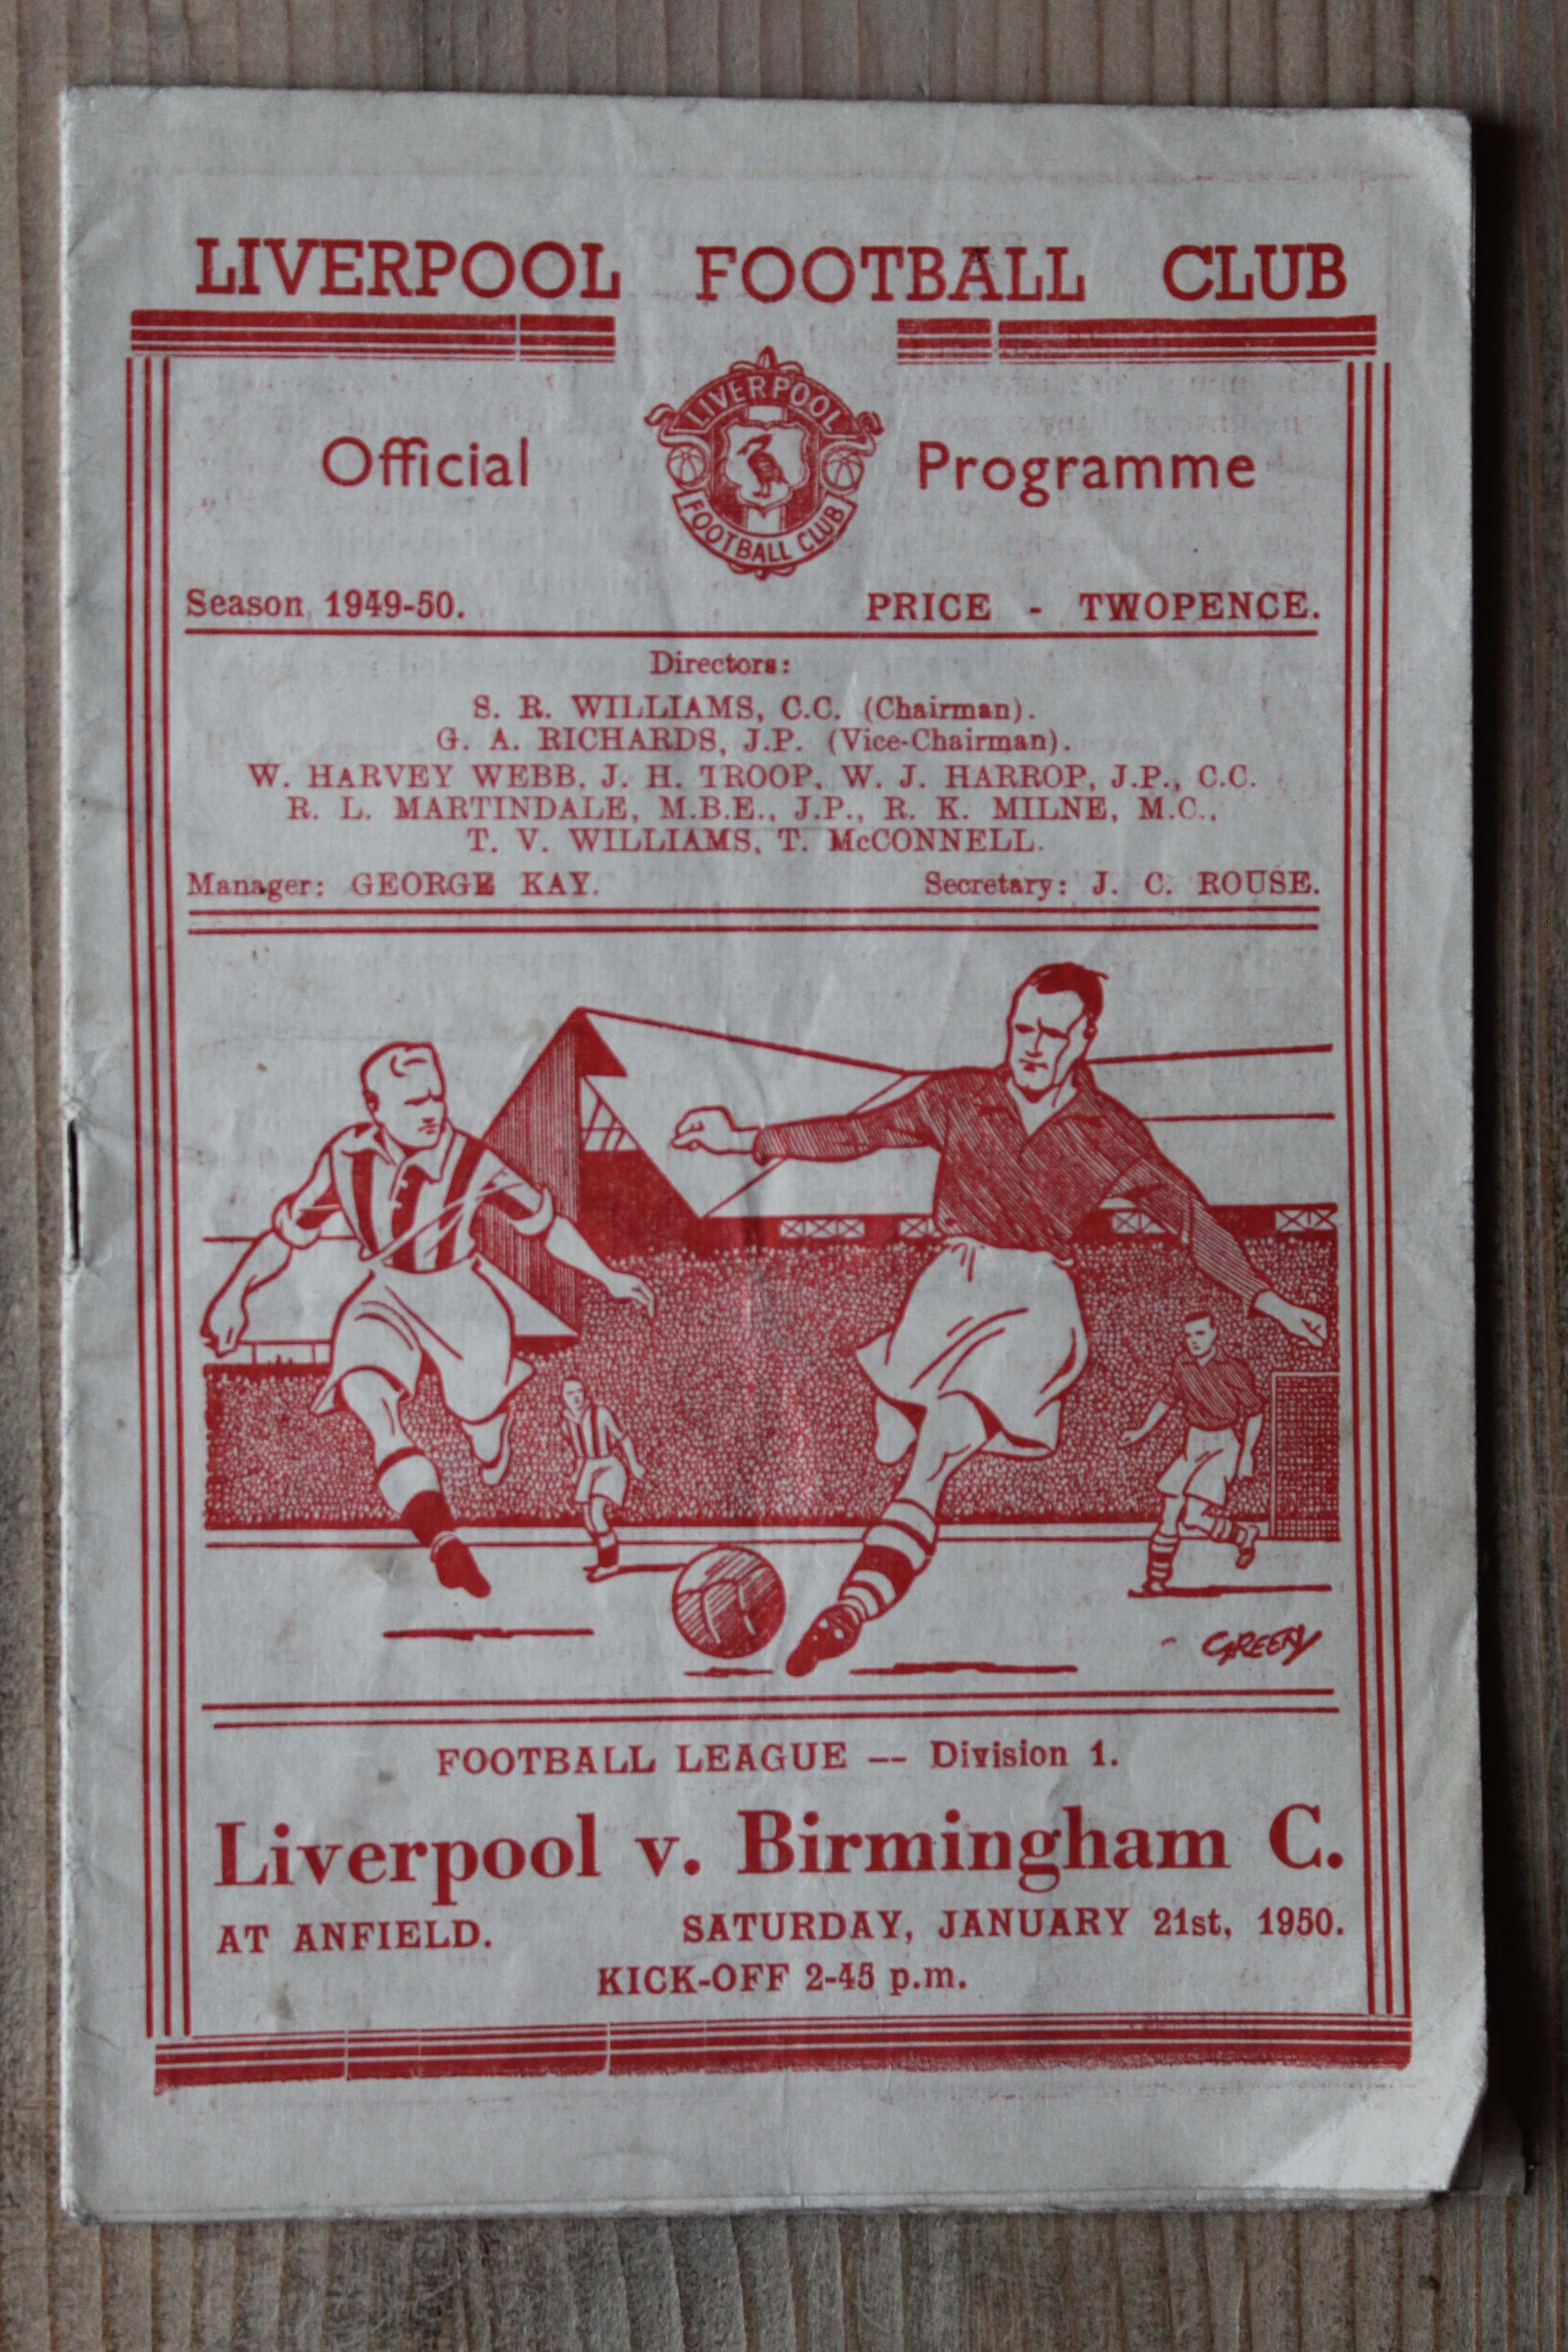 LIVERPOOL FOOTBALL CLUB
Official Programme
LIVERPOOL
FOOTBALL CLUB
Season 1949-50. PRICE - TWOPENCE.
Directors:
S. R. WILLIAMS, C.C. (Chairman).
G. A. RICHARDS, J.P. (Vice-Chairman).
W. HARVEY WEBB, J. H. TROOP, W. J. HARROP, J.P., C.C.
R. L. MARTINDALE, M.B.E., J.P., R. K. MILNE, M.C.,
T. V. WILLIAMS, T. McCONNELL.
Manager: GEORGE KAY. Secretary: J. C. ROUSE.
GREEN
FOOTBALL LEAGUE -- Division 1.
Liverpool v. Birmingham C.
AT ANFIELD. SATURDAY, JANUARY 21st, 1950.
KICK-OFF 2-45 p.m.